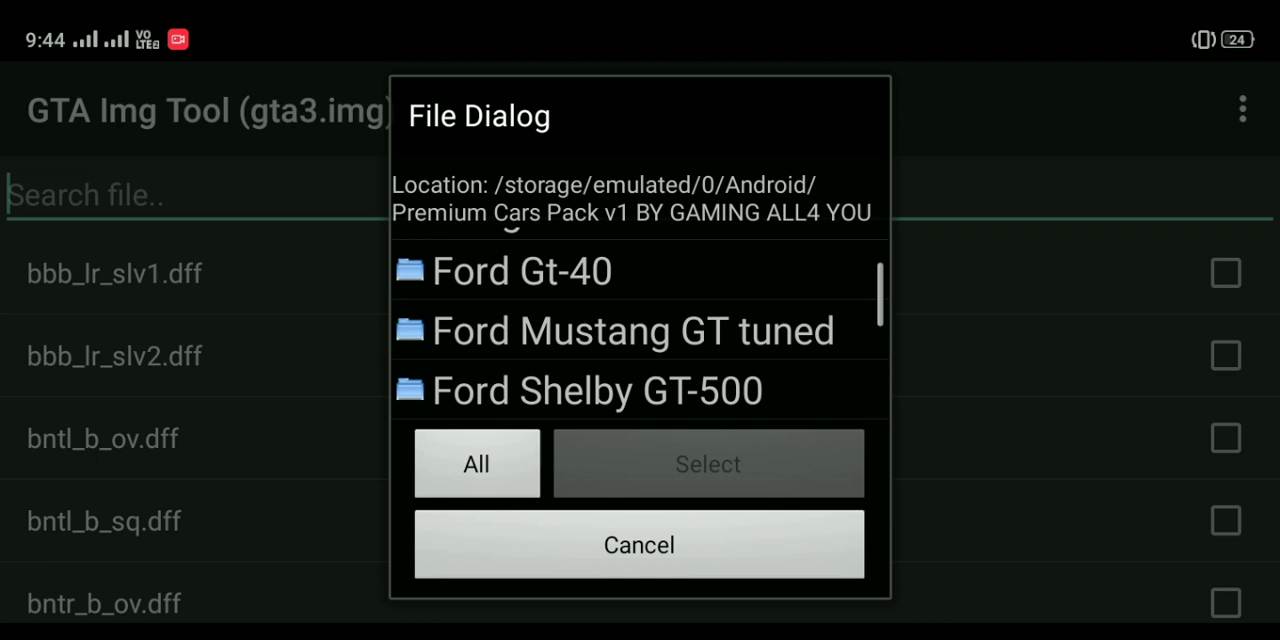 9:44
VO
LTE2
24
GTA Img Tool (gta3.img)
File Dialog
Search file..
Location: /storage/emulated/0/Android/
Premium Cars Pack v1 BY GAMING ALL4 YOU
Ford Gt-40
Ford Mustang GT tuned
Ford Shelby GT-500
All
Select
Cancel
bbb_lr_slv1.dff
bbb_lr_slv2.dff
bntl_b_ov.dff
bntl_b_sq.dff
bntr_b_ov.dff